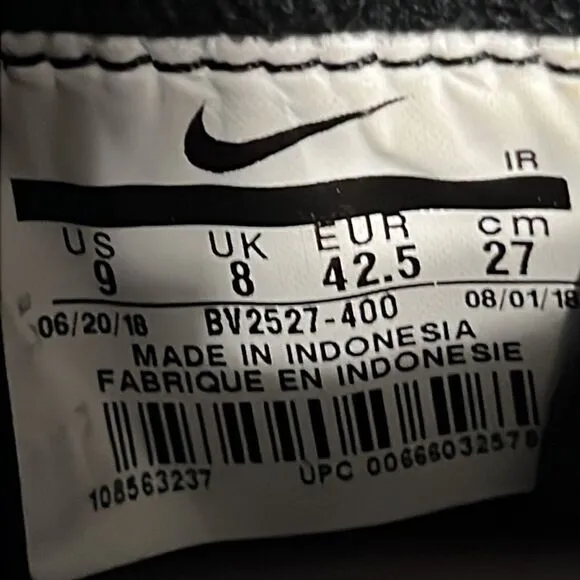 IR
US UK EUR cm
9 8 42.5 27
06/20/18 BV2527-400 08/01/18
MADE IN INDONESIA
FABRIQUE EN INDONESIE
108563237 UPC 00666032578